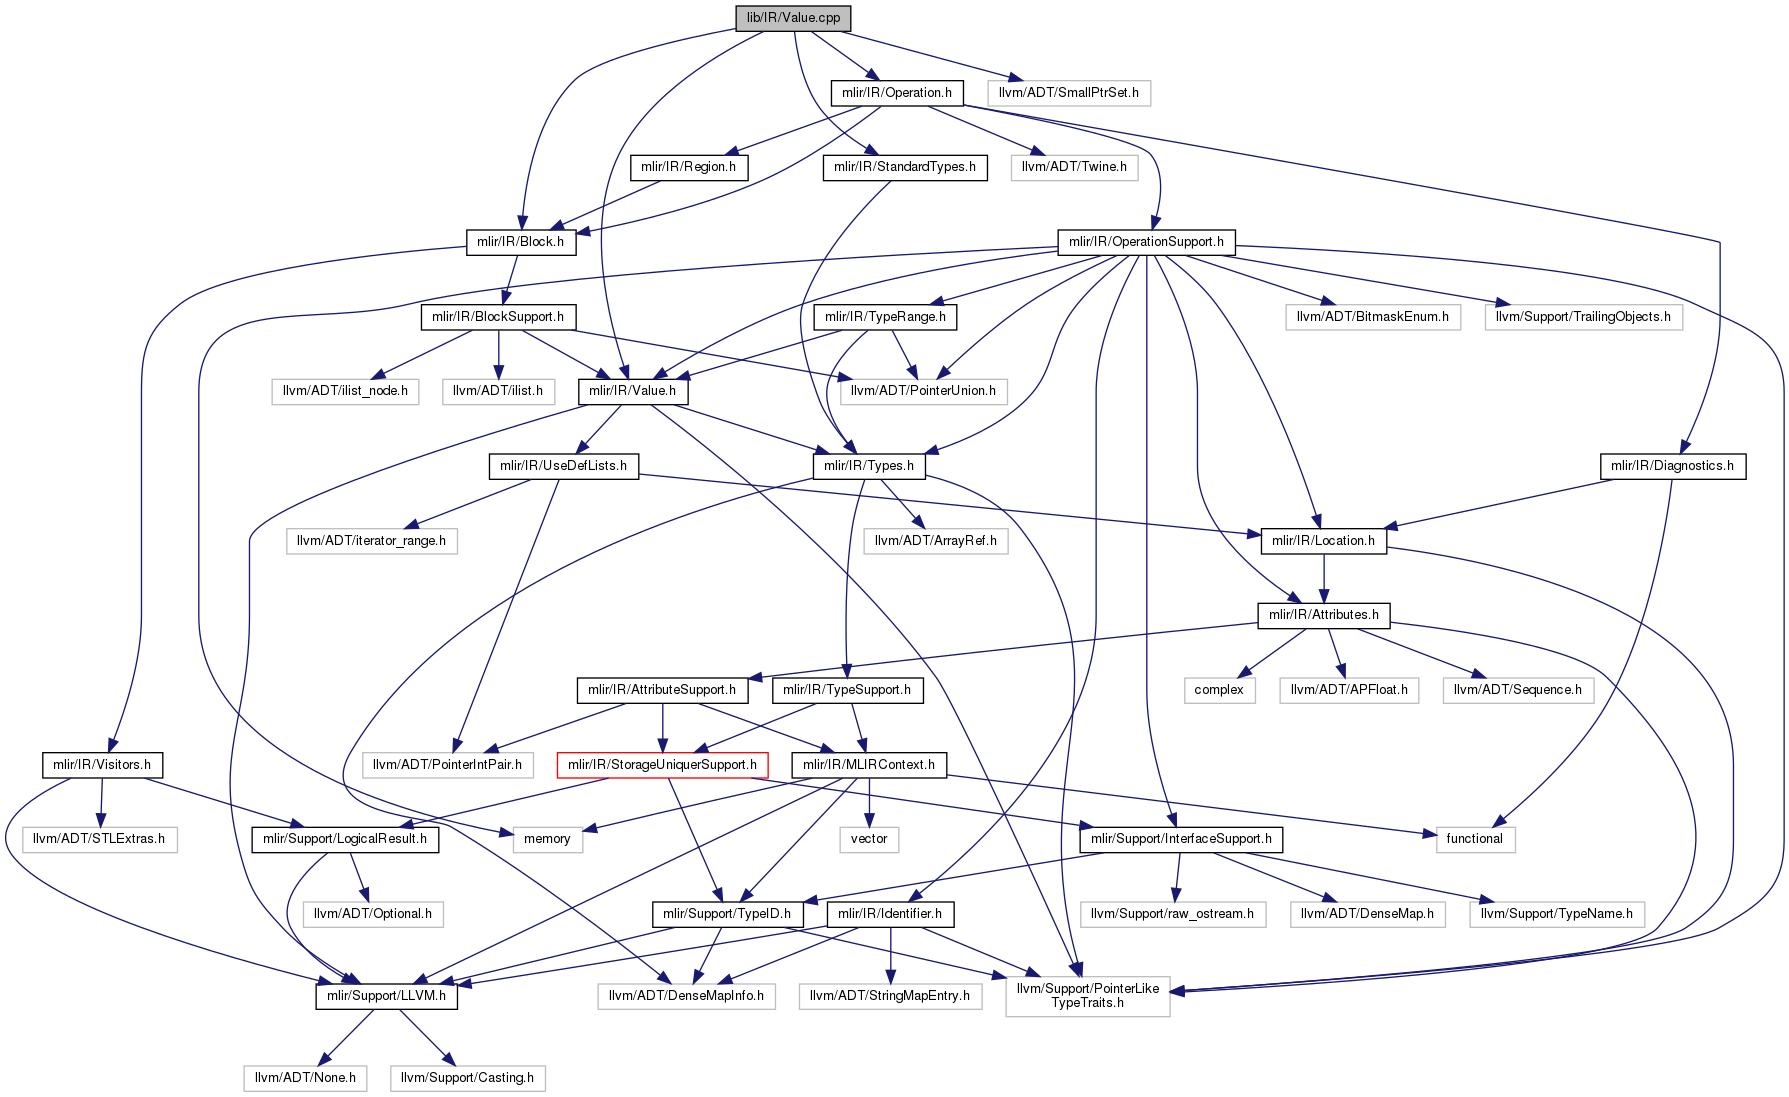 lib/IR/Value.cpp
mlir/IR/Operation.h
llvm/ADT/SmallPtrSet.h
mlir/IR/Region.h
mlir/IR/StandardTypes.h
llvm/ADT/Twine.h
mlir/IR/Block.h
mlir/IR/OperationSupport.h
mlir/IR/BlockSupport.h
mlir/IR/TypeRange.h
llvm/ADT/BitmaskEnum.h
llvm/Support/TrailingObjects.h
llvm/ADT/ilist_node.h
llvm/ADT/ilist.h
mlir/IR/Value.h
llvm/ADT/PointerUnion.h
mlir/IR/UseDefLists.h
mlir/IR/Types.h
mlir/IR/Diagnostics.h
llvm/ADT/iterator_range.h
llvm/ADT/ArrayRef.h
mlir/IR/Location.h
mlir/IR/Attributes.h
mlir/IR/AttributeSupport.h
mlir/IR/TypeSupport.h
complex
llvm/ADT/APFloat.h
llvm/ADT/Sequence.h
mlir/IR/Visitors.h
llvm/ADT/PointerIntPair.h
mlir/IR/StorageUniquerSupport.h
mlir/IR/MLIRContext.h
llvm/ADT/STLExtras.h
mlir/Support/LogicalResult.h
memory
vector
mlir/Support/InterfaceSupport.h
functional
llvm/ADT/Optional.h
mlir/Support/TypeID.h
mlir/IR/Identifier.h
llvm/Support/raw_ostream.h
llvm/ADT/DenseMap.h
llvm/Support/TypeName.h
mlir/Support/LLVM.h
llvm/ADT/DenseMapInfo.h
llvm/ADT/StringMapEntry.h
llvm/Support/PointerLike
TypeTraits.h
llvm/ADT/None.h
llvm/Support/Casting.h